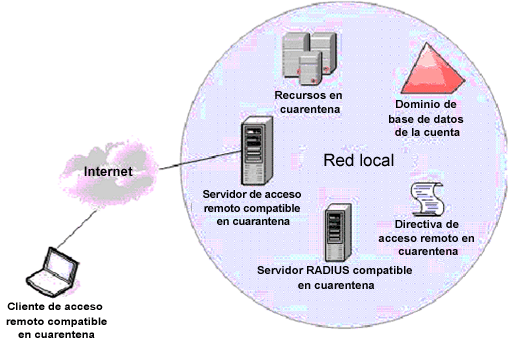 Recursos en
cuarentena
Dominio de
base de datos
de la cuenta
Internet
Red local
Servidor de acceso
remoto compatible
en cuarantena
Directiva de
acceso remoto en
cuarentena
Servidor RADIUS compatible
en cuarentena
Cliente de acceso
remoto compatible
en cuarentena